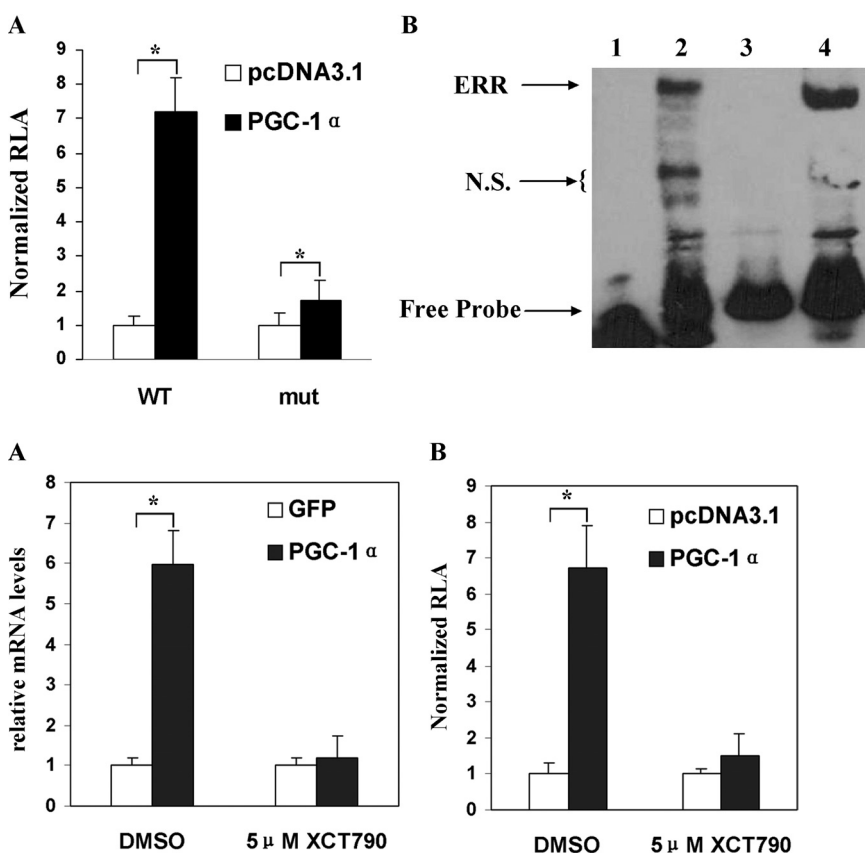 A
Normalized RLA
9
8
7
6
5
4
3
2
1
0
*
*
pcDNA3.1
PGC-1 α
WT mut
B
1 2 3 4
ERR
N.S. {
Free Probe
A
relative mRNA levels
8
7
6
5
4
3
2
1
0
*
GFP
PGC-1 α
DMSO 5 μ M XCT790
B
Normalized RLA
9
8
7
6
5
4
3
2
1
0
*
pcDNA3.1
PGC-1 α
DMSO 5 μ M XCT790